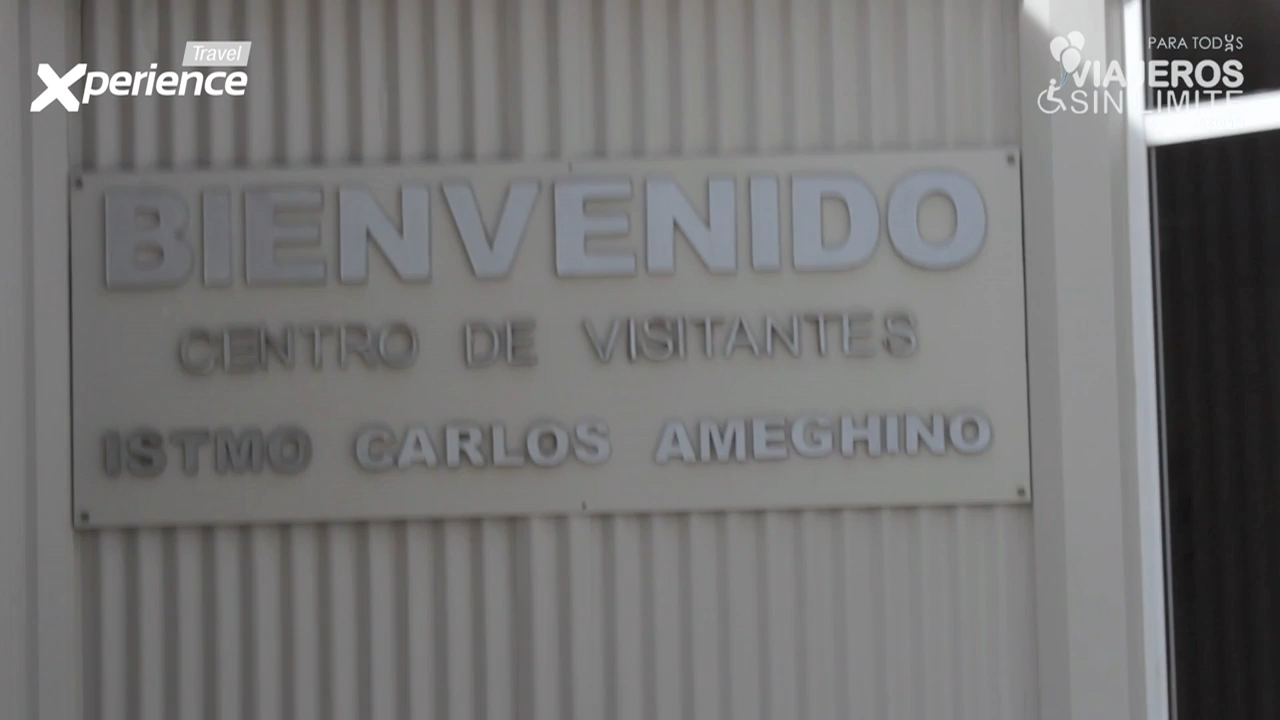 Travel
Xperience
PARA TODOS
VIAJEROS
SIN LIMITE
BIENVENIDO
CENTRO DE VISITANTES
ISTMO CARLOS AMEGHINO